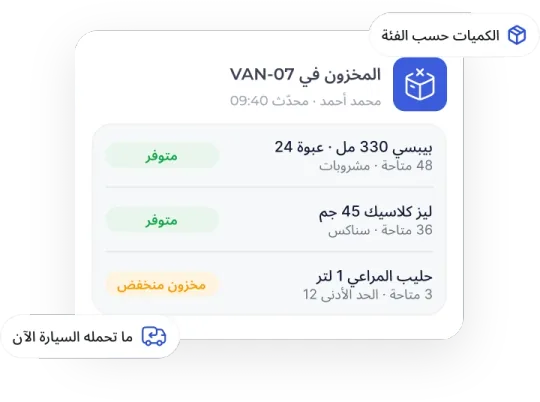 الكميات حسب الفئة
المخزون في VAN-07
محمد أحمد · محدّث 09:40
بيبسي 330 مل · عبوة 24
48 متاحة · مشروبات
متوفر
ليز كلاسيك 45 جم
36 متاحة · سناكس
متوفر
حليب المراعي 1 لتر
3 متاحة · الحد الأدنى 12
مخزون منخفض
ما تحمله السيارة الآن